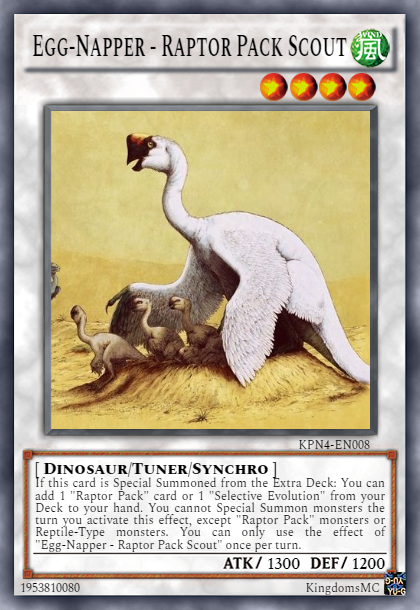 Egg-Napper - Raptor Pack Scout
WIND
風
KPN4-EN008
[ Dinosaur/Tuner/Synchro ]
If this card is Special Summoned from the Extra Deck: You can
add 1 "Raptor Pack" card or 1 "Selective Evolution" from your
Deck to your hand. You cannot Special Summon monsters the
turn you activate this effect, except "Raptor Pack" monsters or
Reptile-Type monsters. You can only use the effect of
"Egg-Napper - Raptor Pack Scout" once per turn.
ATK / 1300 DEF / 1200
1953810080 KingdomsMC